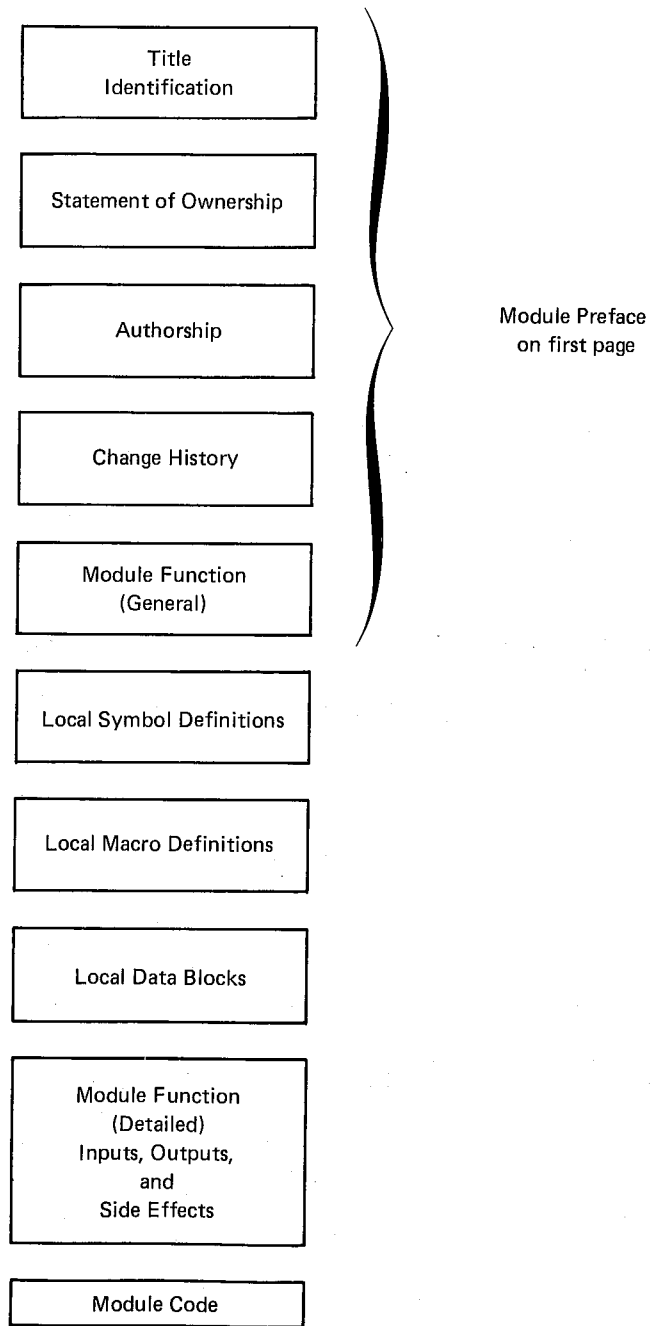 Title
Identification
Statement of Ownership
Authorship
Change History
Module Function
(General)
Module Preface
on first page
Local Symbol Definitions
Local Macro Definitions
Local Data Blocks
Module Function
(Detailed)
Inputs, Outputs,
and
Side Effects
Module Code